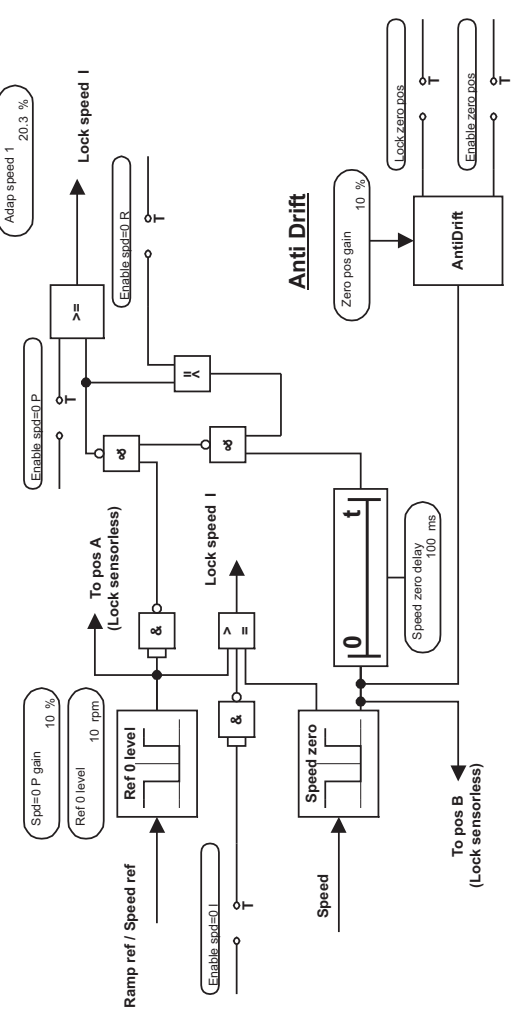 Spd=0 P gain
10 %
Ref 0 level
10 rpm
Ramp ref / Speed ref
Ref 0 level
To pos A
(Lock sensorless)
&
Enable spd=0 P
T
&
>=
Adap speed 1
20.3 %
Lock speed I
Enable spd=0 R
T
>=
&
Enable spd=0 I
T
&
> =
Lock speed I
Speed
Speed zero
0
t
Speed zero delay
100 ms
To pos B
(Lock sensorless)
Anti Drift
Zero pos gain
10 %
AntiDrift
Lock zero pos
T
Enable zero pos
T